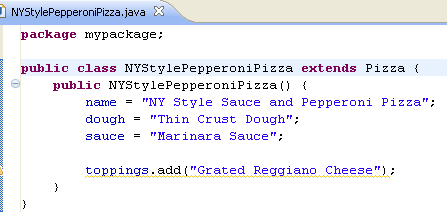 NYStylePepperoniPizza.java
package mypackage;
public class NYStylePepperoniPizza extends Pizza {
public NYStylePepperoniPizza() {
name = "NY Style Sauce and Pepperoni Pizza";
dough = "Thin Crust Dough";
sauce = "Marinara Sauce";
toppings.add("Grated Reggiano Cheese");
}
}